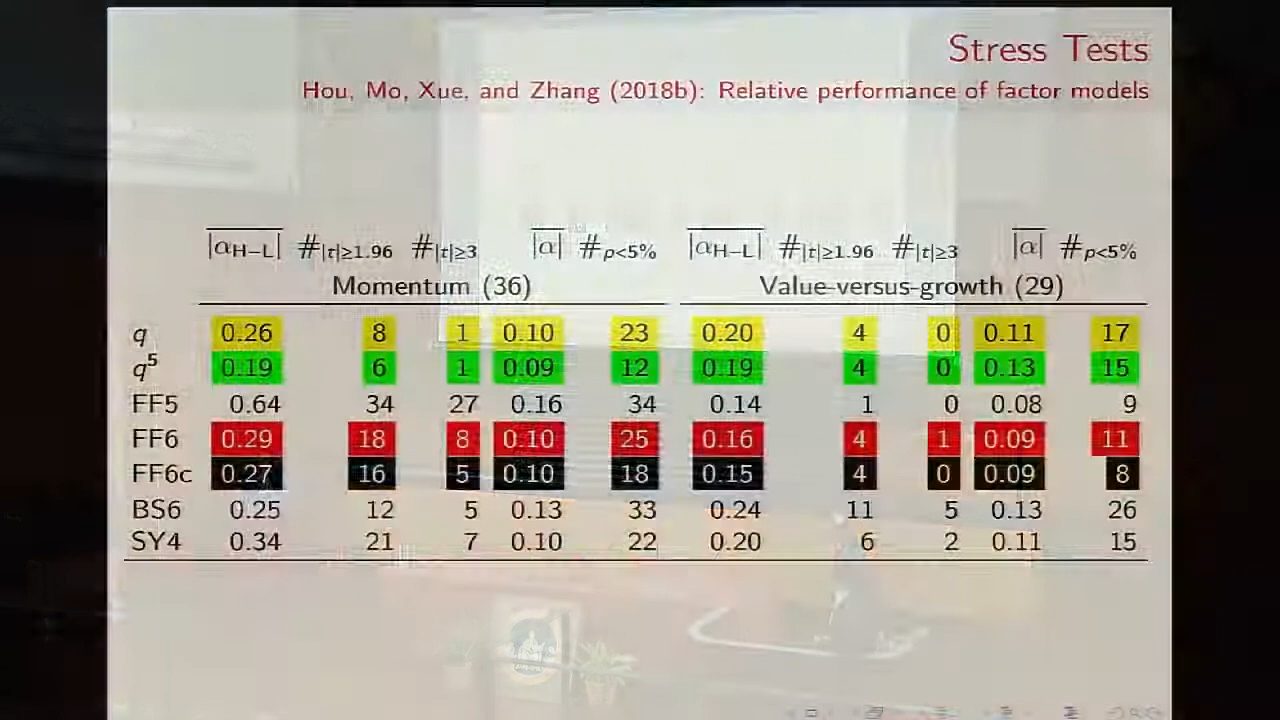 Stress Tests
Hou, Mo, Xue, and Zhang (2018b): Relative performance of factor models
|αH−L| #|t|≥1.96 #|t|≥3 |α| #p<5% |αH−L| #|t|≥1.96 #|t|≥3 |α| #p<5%
Momentum (36) Value-versus-growth (29)
q 0.26 8 1 0.10 23 0.20 4 0 0.11 17
q5 0.19 6 1 0.09 12 0.19 4 0 0.13 15
FF5 0.64 34 27 0.16 34 0.14 1 0 0.08 9
FF6 0.29 18 8 0.10 25 0.16 4 1 0.09 11
FF6c 0.27 16 5 0.10 18 0.15 4 0 0.09 8
BS6 0.25 12 5 0.13 33 0.24 11 5 0.13 26
SY4 0.34 21 7 0.10 22 0.20 6 2 0.11 15